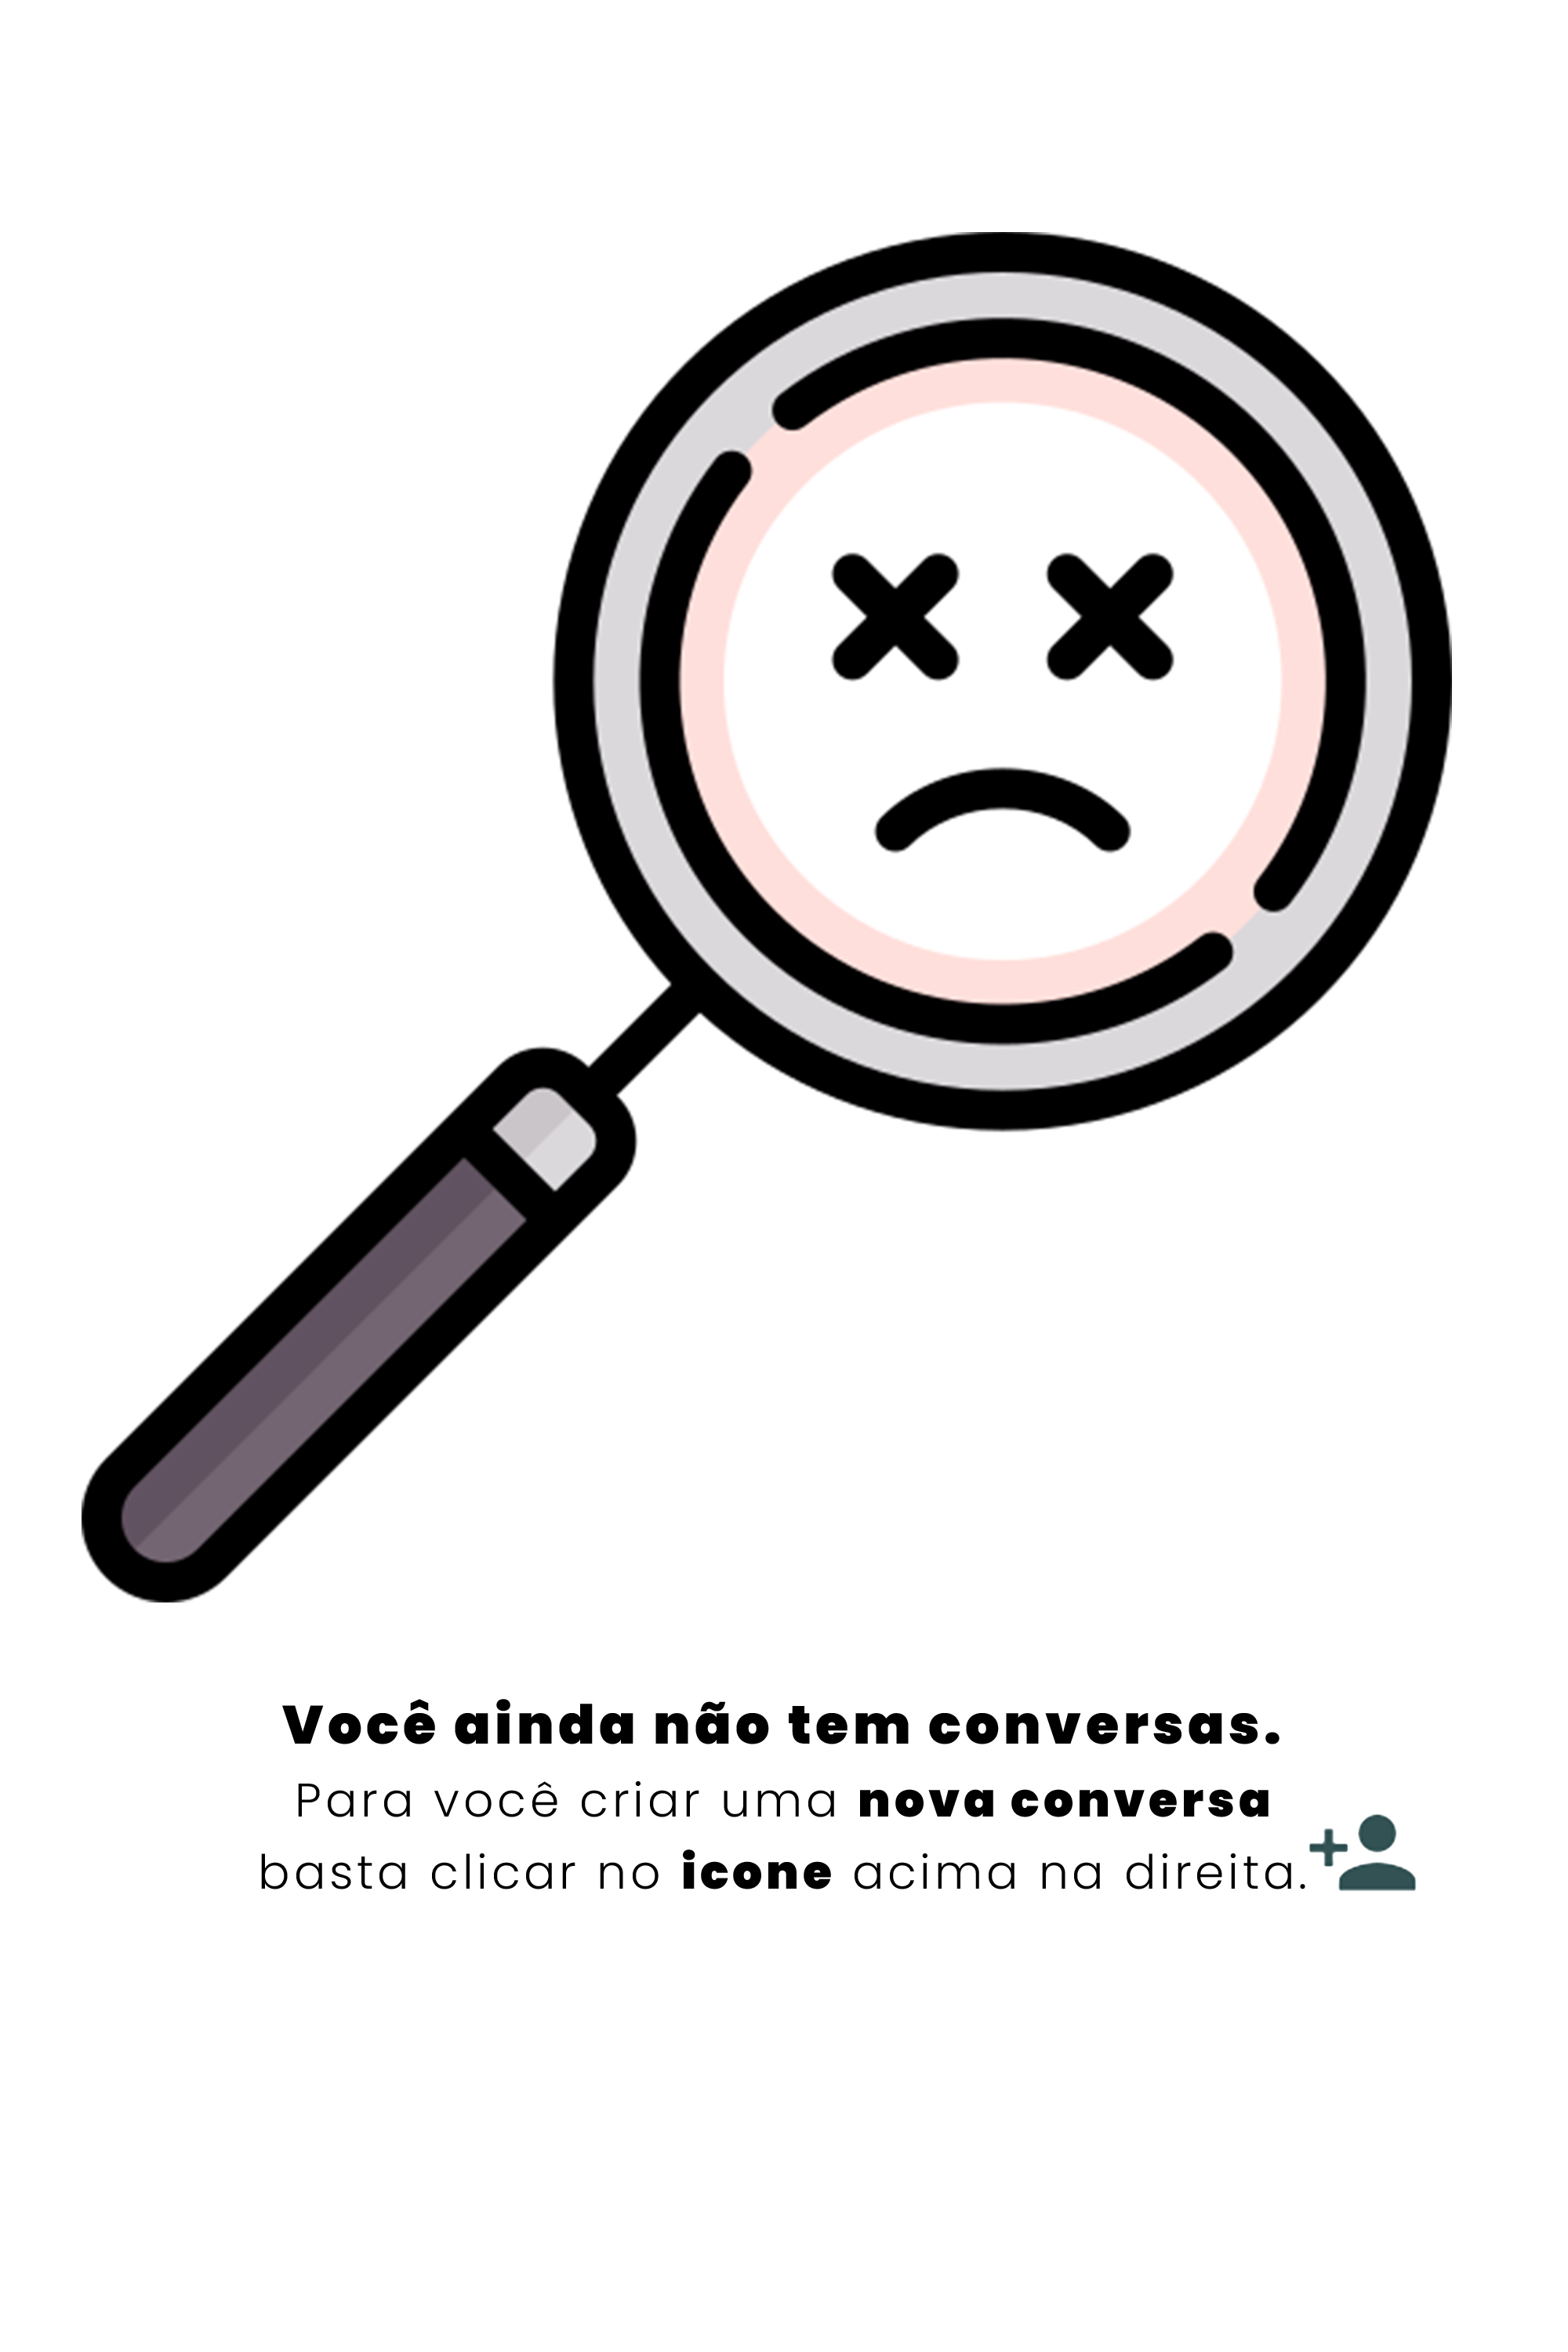 Você ainda não tem conversas.
Para você criar uma nova conversa
basta clicar no icone acima na direita.